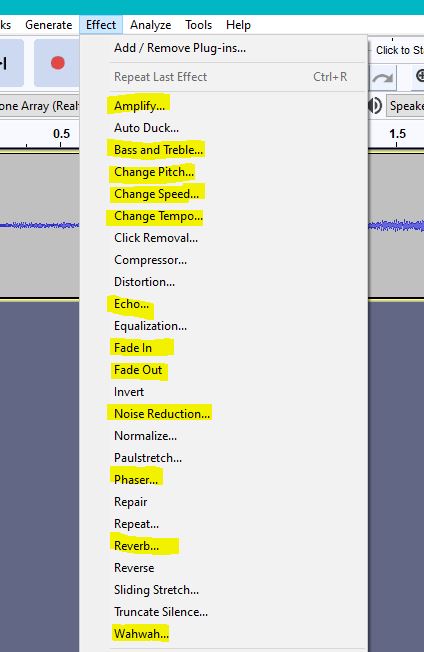 ks Generate Effect Analyze Tools Help
Add / Remove Plug-ins...
Click to St
Repeat Last Effect Ctrl+R
one Array (Real
Speake
Amplify...
0.5
1.5
Auto Duck...
Bass and Treble...
Change Pitch...
Change Speed...
Change Tempo...
Click Removal...
Compressor...
Distortion...
Echo...
Equalization...
Fade In
Fade Out
Invert
Noise Reduction...
Normalize...
Paulstretch...
Phaser...
Repair
Repeat...
Reverb...
Reverse
Sliding Stretch...
Truncate Silence...
Wahwah...